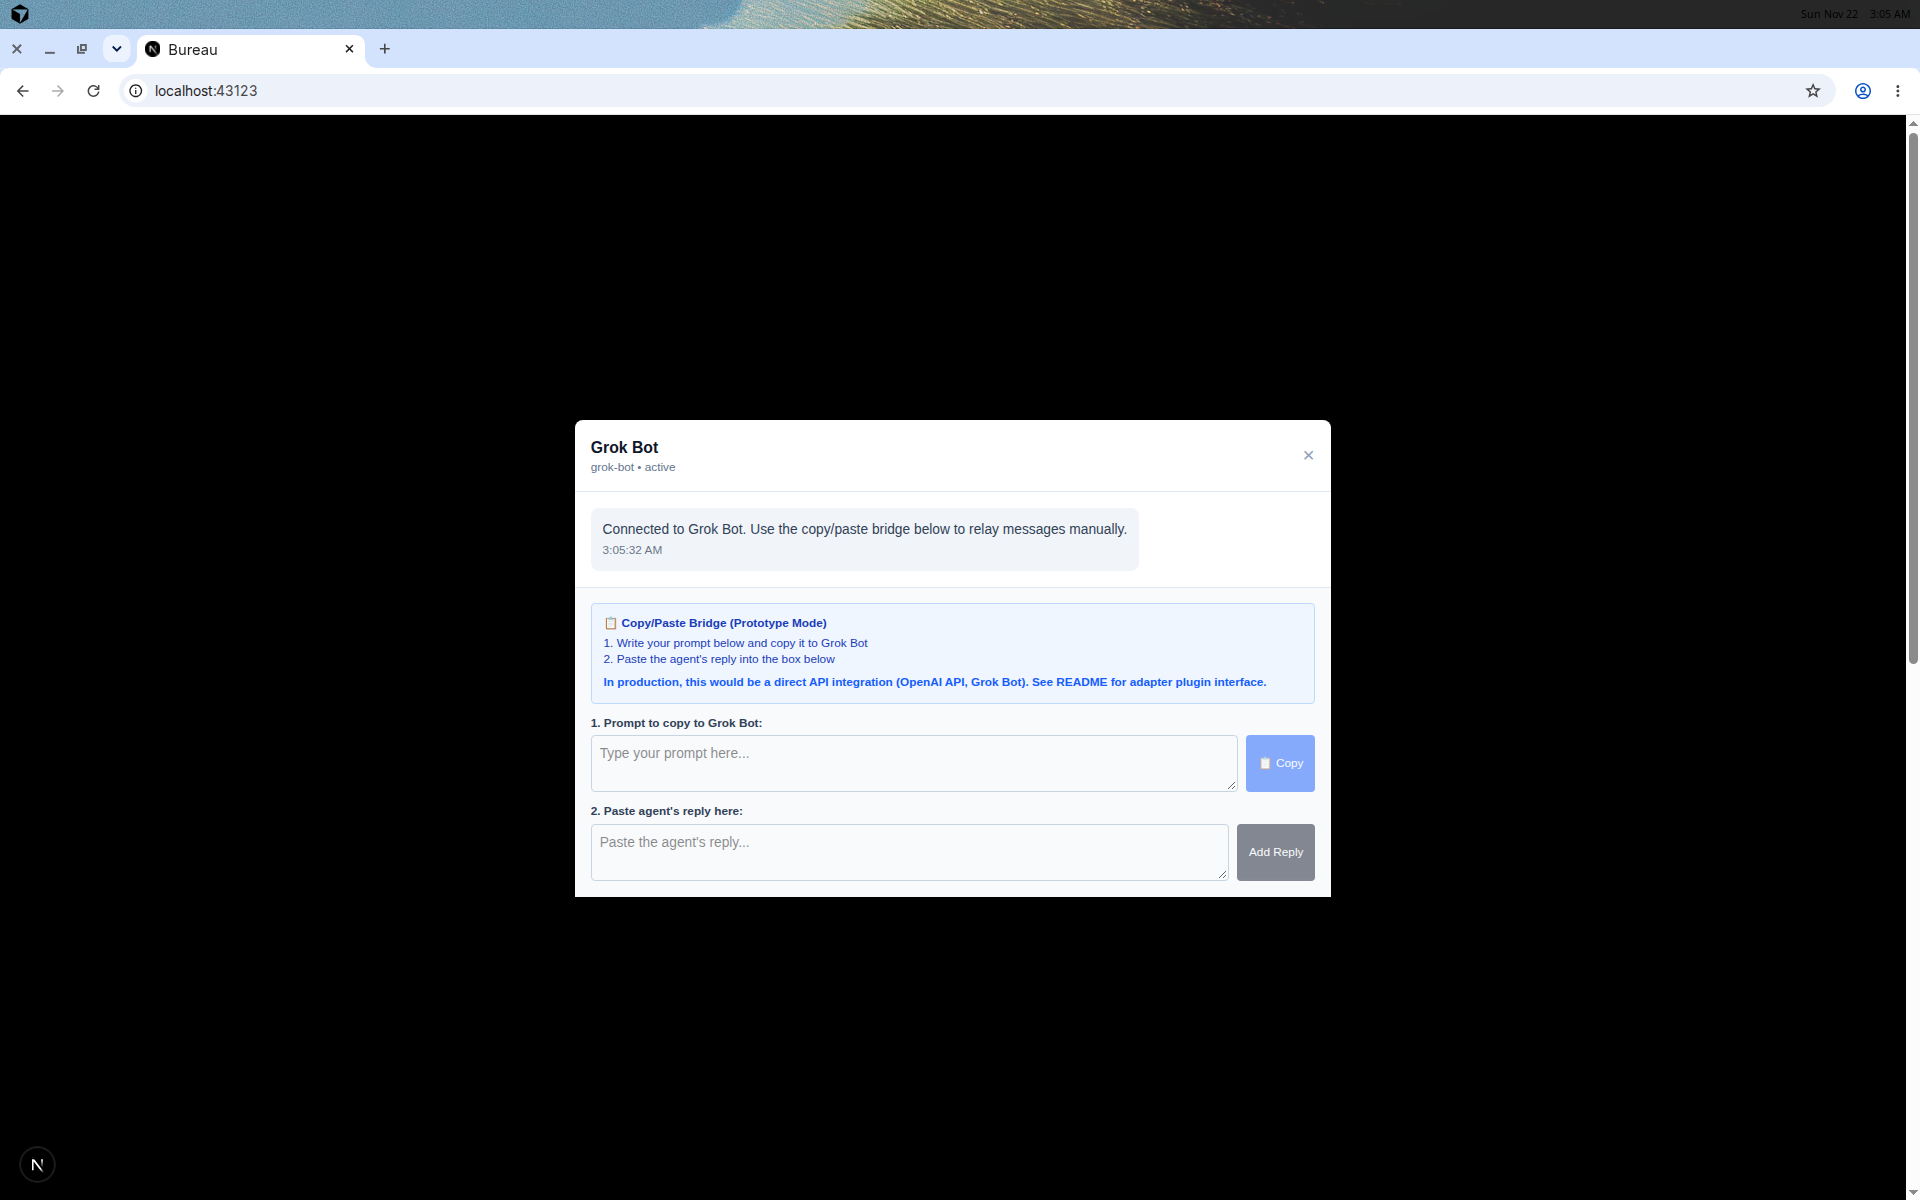 Sun Nov 22 3:05 AM
Bureau
localhost:43123
Grok Bot
grok-bot • active
Connected to Grok Bot. Use the copy/paste bridge below to relay messages manually.
3:05:32 AM
📋 Copy/Paste Bridge (Prototype Mode)
1. Write your prompt below and copy it to Grok Bot
2. Paste the agent's reply into the box below
In production, this would be a direct API integration (OpenAI API, Grok Bot). See README for adapter plugin interface.
1. Prompt to copy to Grok Bot:
Type your prompt here...
📋 Copy
2. Paste agent's reply here:
Paste the agent's reply...
Add Reply
N